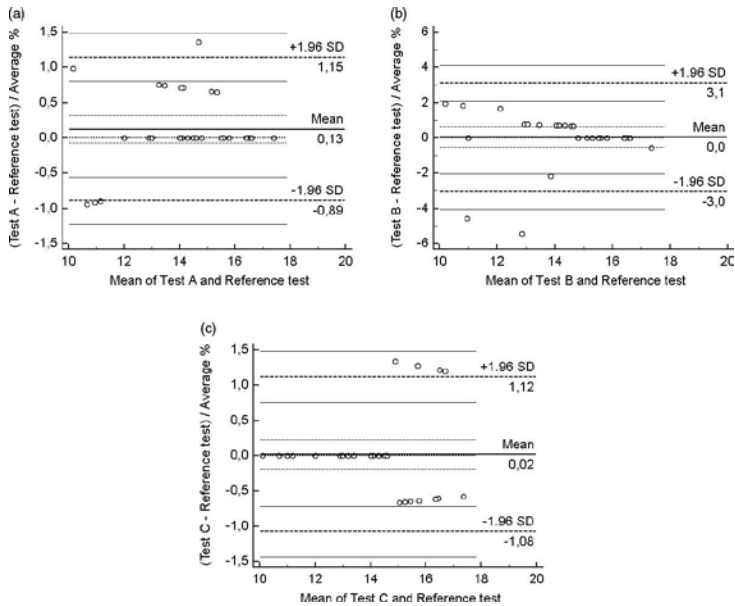 (a)
(Test A - Reference test) / Average %
1,5
1,0
0,5
0,0
-0,5
-1,0
-1,5
+1.96 SD
1,15
Mean
0,13
-1.96 SD
-0,89
10 12 14 16 18 20
Mean of Test A and Reference test
(b)
(Test B - Reference test) / Average %
6
4
2
0
-2
-4
-6
+1.96 SD
3,1
Mean
0,0
-1.96 SD
-3,0
10 12 14 16 18 20
Mean of Test B and Reference test
(c)
(Test C - Reference test) / Average %
1,5
1,0
0,5
0,0
-0,5
-1,0
-1,5
+1.96 SD
1,12
Mean
0,02
-1.96 SD
-1,08
10 12 14 16 18 20
Mean of Test C and Reference test